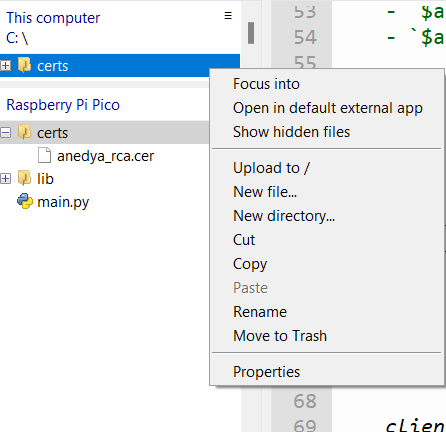 This computer ≡
C: \
certs
Raspberry Pi Pico
certs
anedya_rca.cer
lib
main.py
Focus into
Open in default external app
Show hidden files
Upload to /
New file...
New directory...
Cut
Copy
Paste
Rename
Move to Trash
Properties
53 - `$a
54 - `$a
55
68
69 clien